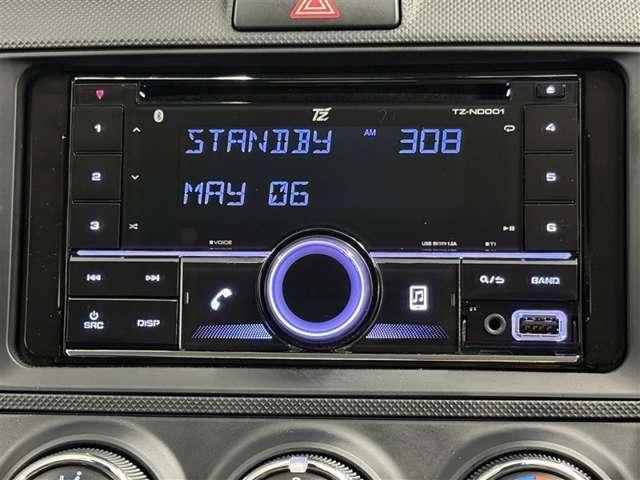 TZ
TZ-ND001
1
4
STANDBY AM 308
2
5
MAY 06
3
6
VOICE
USB 5V⎓1.5A
TI
SRC
DISP
BAND